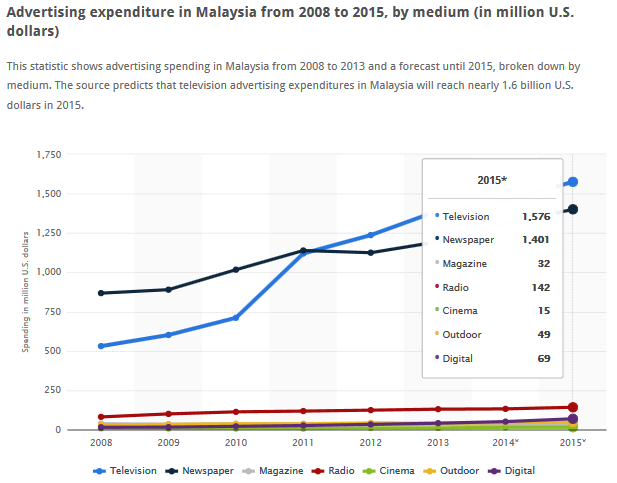 Advertising expenditure in Malaysia from 2008 to 2015, by medium (in million U.S.
dollars)
This statistic shows advertising spending in Malaysia from 2008 to 2013 and a forecast until 2015, broken down by
medium. The source predicts that television advertising expenditures in Malaysia will reach nearly 1.6 billion U.S.
dollars in 2015.
Spending in million U.S. dollars
1,750
1,500
1,250
1,000
750
500
250
0
2015*
Television 1,576
Newspaper 1,401
Magazine 32
Radio 142
Cinema 15
Outdoor 49
Digital 69
2008 2009 2010 2011 2012 2013 2014* 2015*
Television Newspaper Magazine Radio Cinema Outdoor Digital